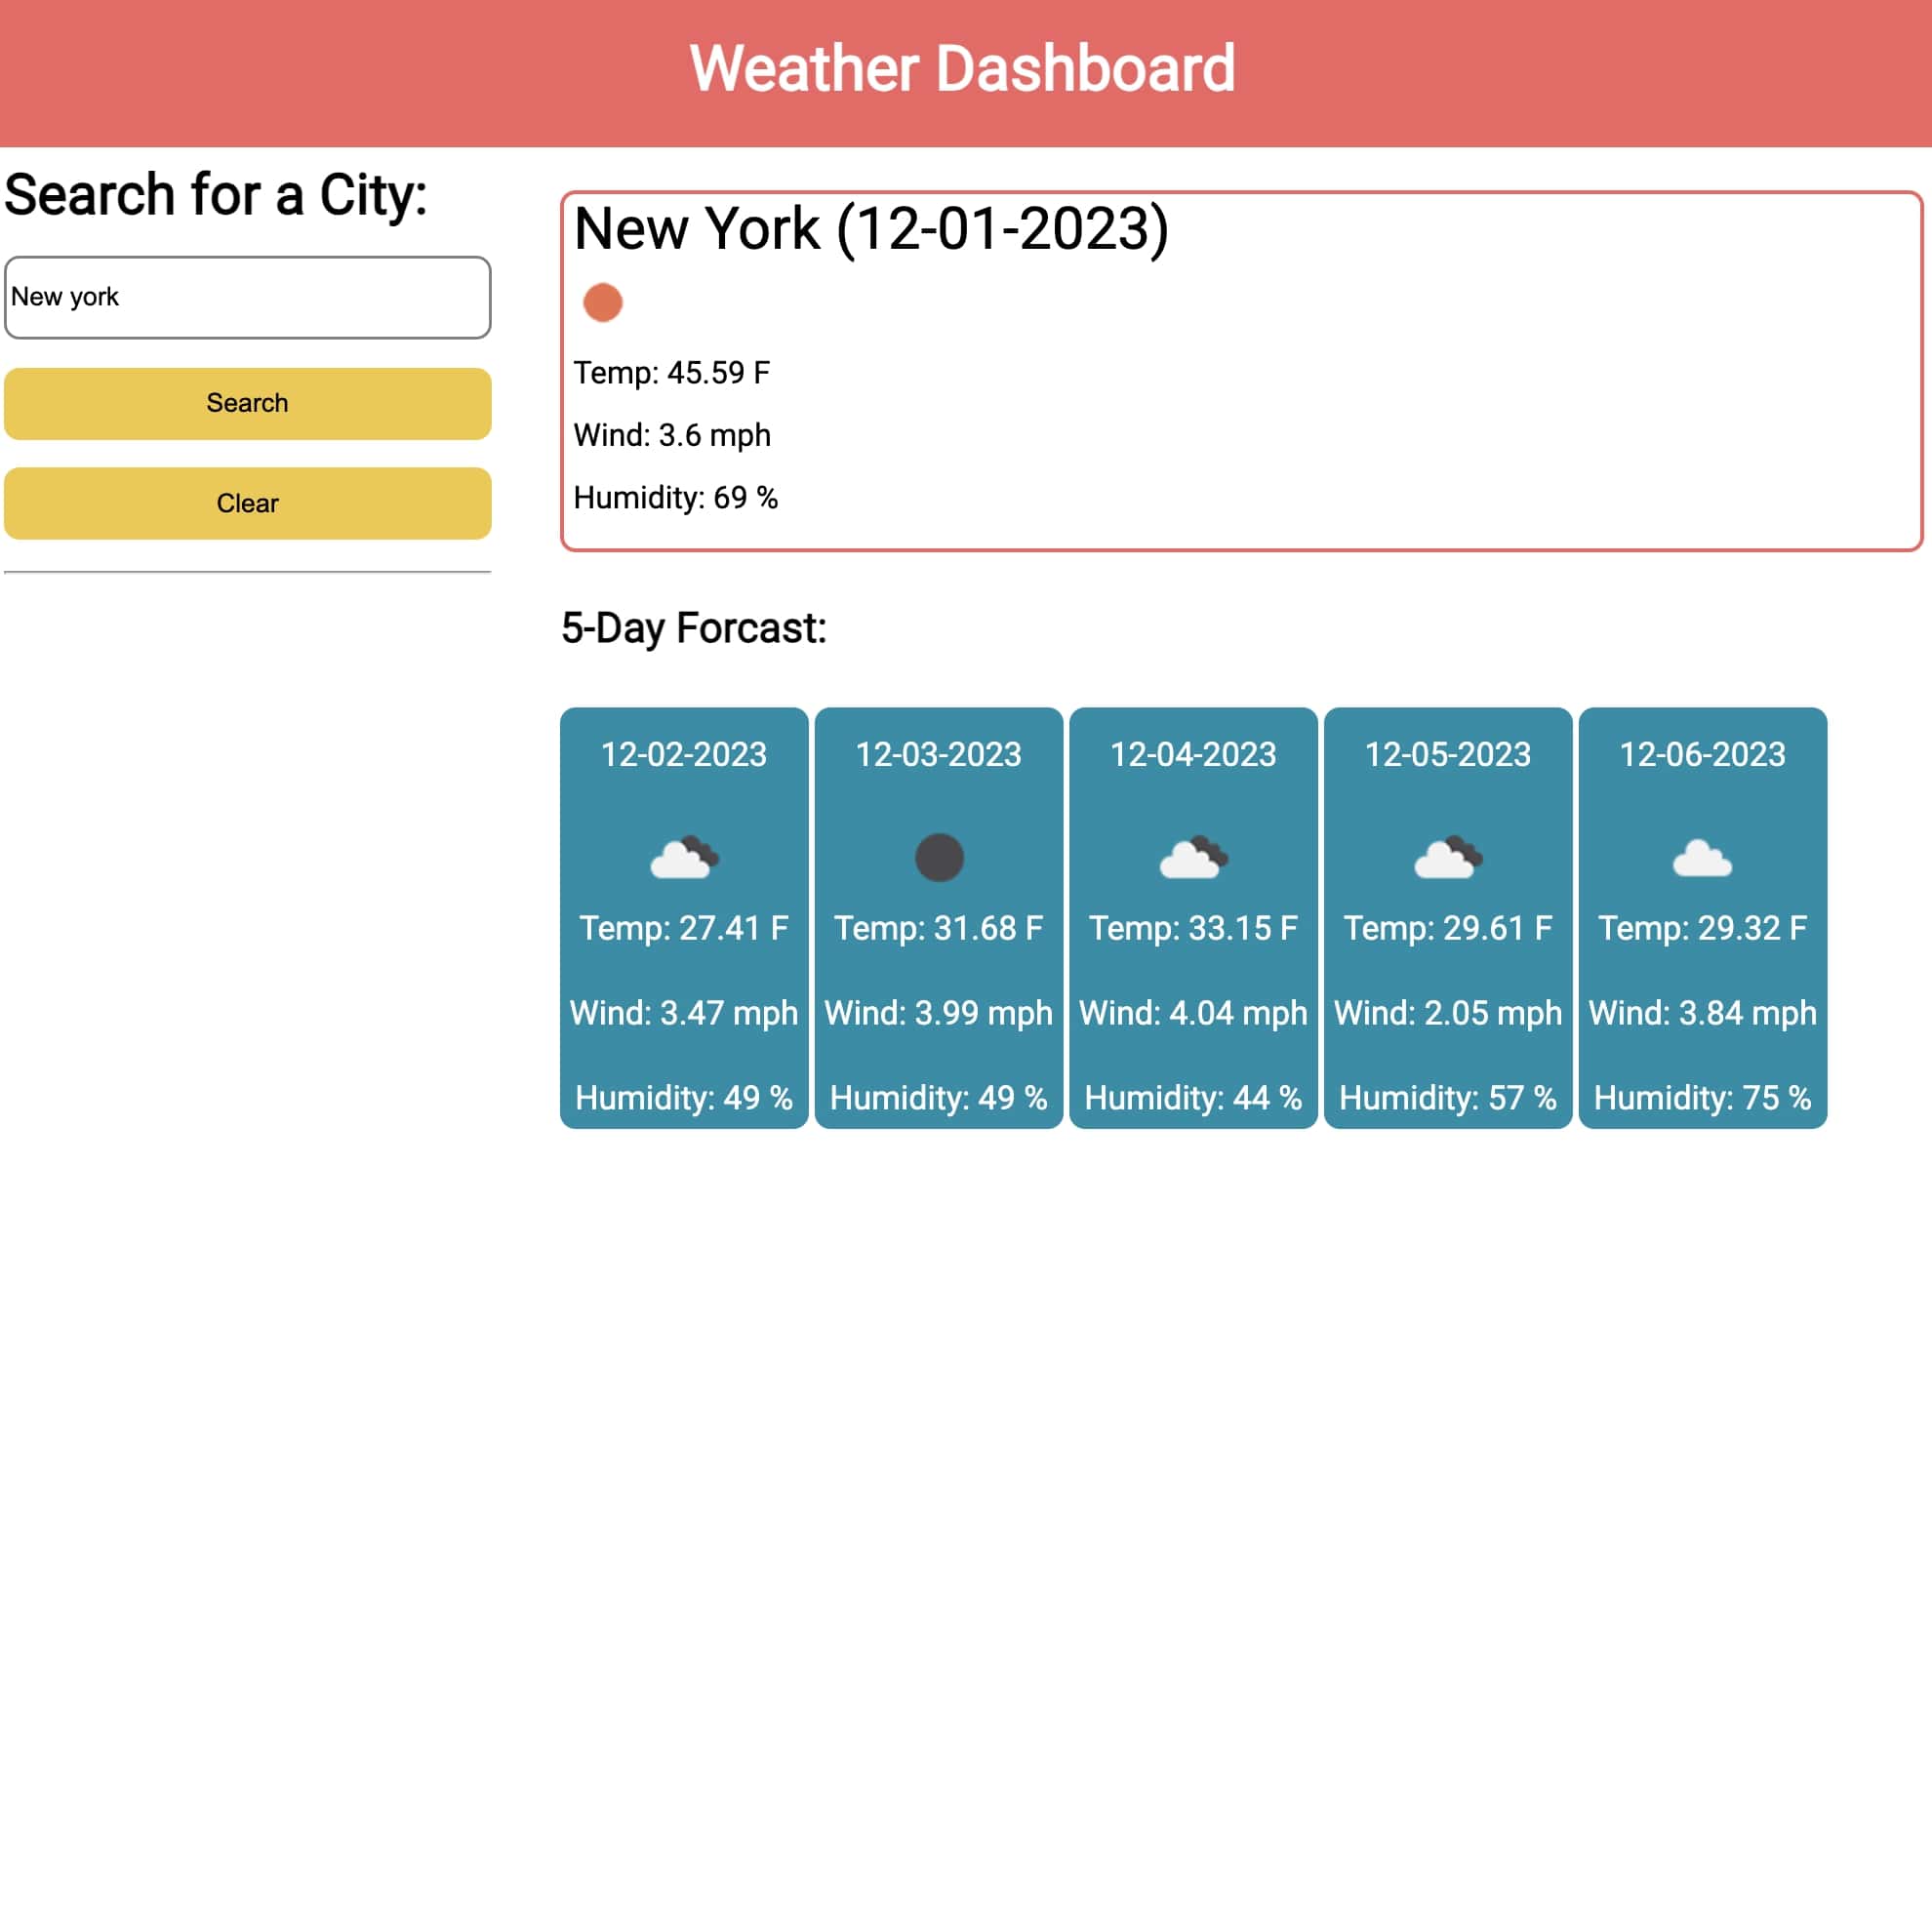 Weather Dashboard
Search for a City:
New york
Search
Clear
New York (12-01-2023)
Temp: 45.59 F
Wind: 3.6 mph
Humidity: 69 %
5-Day Forcast:
12-02-2023
Temp: 27.41 F
Wind: 3.47 mph
Humidity: 49 %
12-03-2023
Temp: 31.68 F
Wind: 3.99 mph
Humidity: 49 %
12-04-2023
Temp: 33.15 F
Wind: 4.04 mph
Humidity: 44 %
12-05-2023
Temp: 29.61 F
Wind: 2.05 mph
Humidity: 57 %
12-06-2023
Temp: 29.32 F
Wind: 3.84 mph
Humidity: 75 %